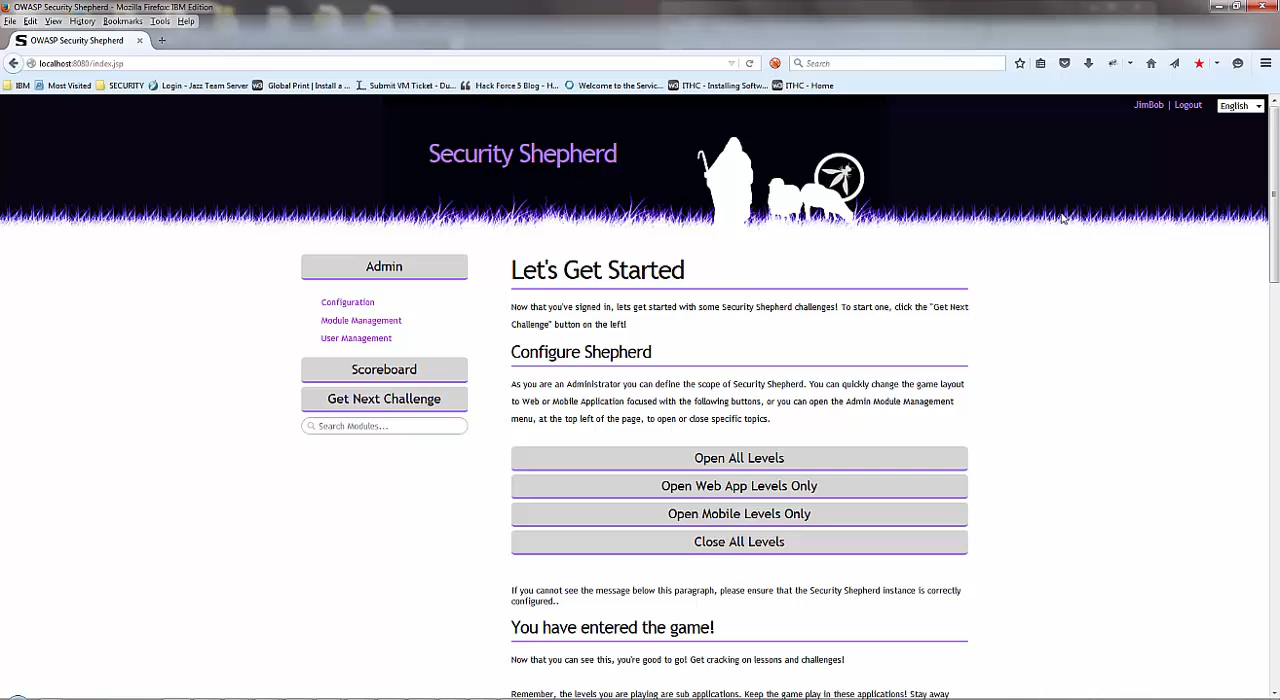 OWASP Security Shepherd - Mozilla Firefox: IBM Edition
File Edit View History Bookmarks Tools Help
OWASP Security Shepherd
localhost:8080/index.jsp
Search
IBM Most Visited SECURITY Login - Jazz Team Server Global Print | Install a ... Submit VM Ticket - Du... Hack Force 5 Blog - H... Welcome to the Servic... ITHC - Installing Softw... ITHC - Home
JimBob | Logout English
Security Shepherd
Admin
Configuration
Module Management
User Management
Scoreboard
Get Next Challenge
Search Modules...
Let's Get Started
Now that you've signed in, lets get started with some Security Shepherd challenges! To start one, click the "Get Next
Challenge" button on the left!
Configure Shepherd
As you are an Administrator you can define the scope of Security Shepherd. You can quickly change the game layout
to Web or Mobile Application focused with the following buttons, or you can open the Admin Module Management
menu, at the top left of the page, to open or close specific topics.
Open All Levels
Open Web App Levels Only
Open Mobile Levels Only
Close All Levels
If you cannot see the message below this paragraph, please ensure that the Security Shepherd instance is correctly
configured..
You have entered the game!
Now that you can see this, you're good to go! Get cracking on lessons and challenges!
Remember, the levels you are playing are sub applications. Keep the game play in these applications! Stay away